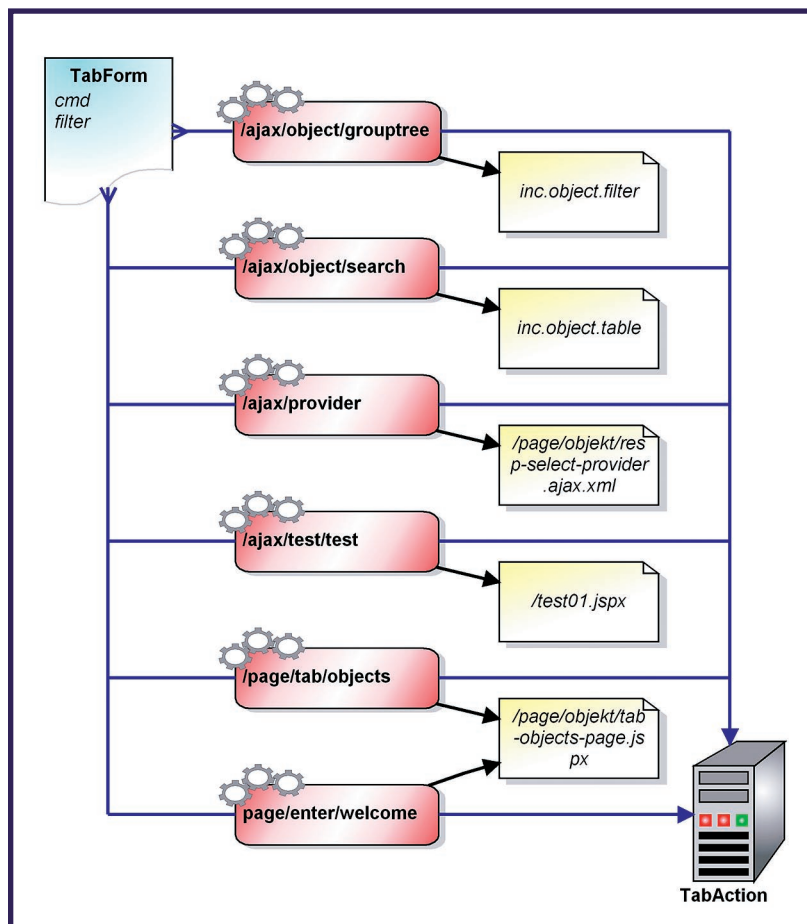 TabForm
cmd
filter
/ajax/object/grouptree
inc.object.filter
/ajax/object/search
inc.object.table
/ajax/provider
/page/objekt/res
p-select-provider
.ajax.xml
/ajax/test/test
/test01.jspx
/page/tab/objects
/page/objekt/tab
-objects-page.js
px
page/enter/welcome
TabAction